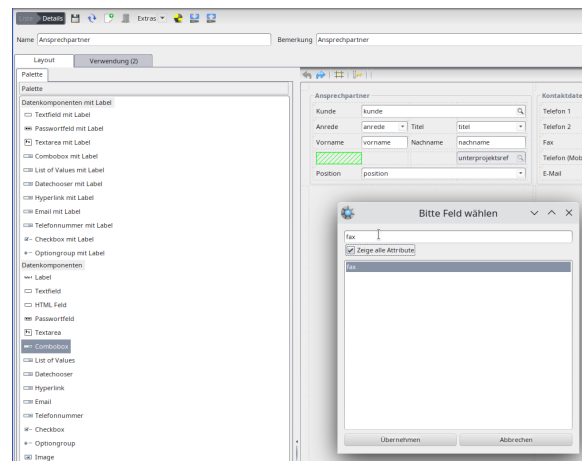 Liste Details Extras
Name Ansprechpartner Bemerkung Ansprechpartner
Layout Verwendung (2)
Palette
Palette
Datenkomponenten mit Label
Textfield mit Label
Passwortfeld mit Label
Textarea mit Label
Combobox mit Label
List of Values mit Label
Datechooser mit Label
Hyperlink mit Label
Email mit Label
Telefonnummer mit Label
Checkbox mit Label
Optiongroup mit Label
Datenkomponenten
Label
Textfield
HTML Feld
Passwortfeld
Textarea
Combobox
List of Values
Datechooser
Hyperlink
Email
Telefonnummer
Checkbox
Optiongroup
Image
Ansprechpartner Kontaktdate
Kunde kunde Telefon 1
Anrede anrede Titel titel Telefon 2
Vorname vorname Nachname nachname Fax
unterprojektsref Telefon (Mob
Position position E-Mail
Bitte Feld wählen
fax
Zeige alle Attribute
fax
Übernehmen Abbrechen